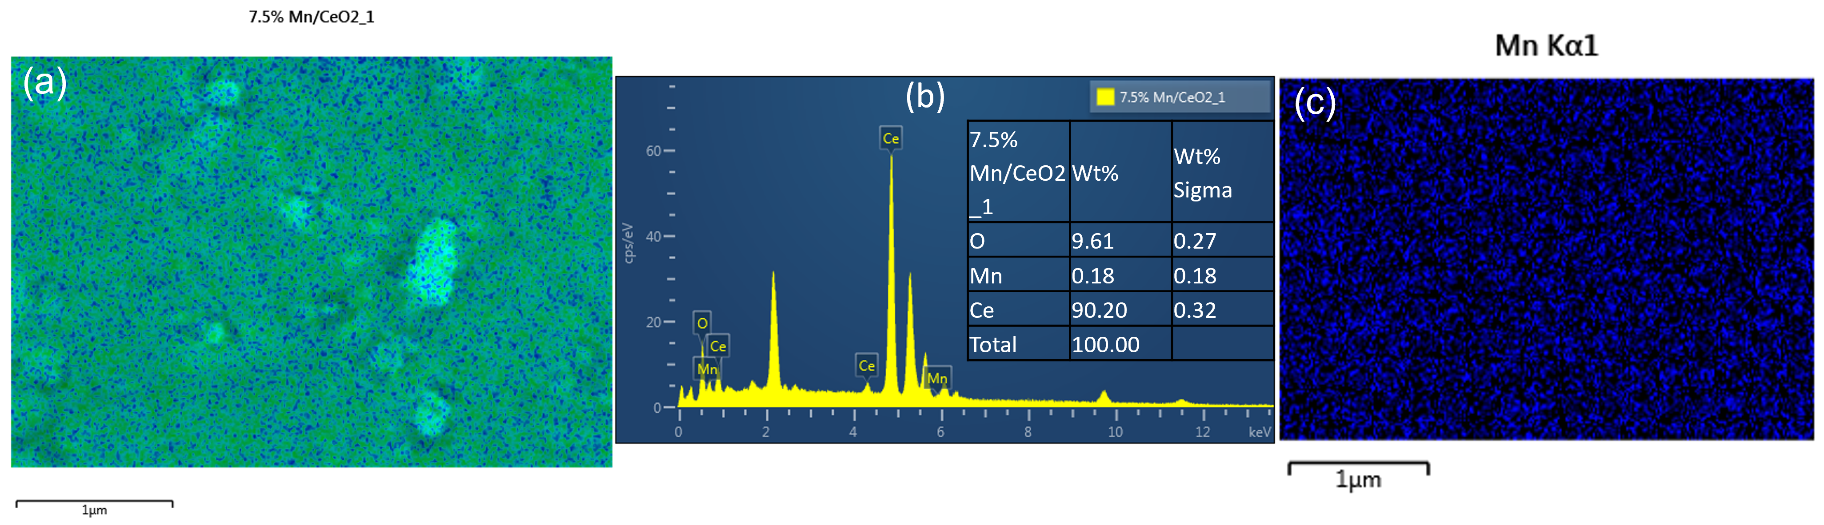 7.5% Mn/CeO2_1
(a)
1µm
(b)
7.5% Mn/CeO2_1
cps/eV
60
40
20
0
O
Ce
Mn
Ce
Ce
Mn
0 2 4 6 8 10 12 keV
7.5%
Mn/CeO2
_1
Wt%
Wt%
Sigma
O 9.61 0.27
Mn 0.18 0.18
Ce 90.20 0.32
Total 100.00
Mn Kα1
(c)
1µm